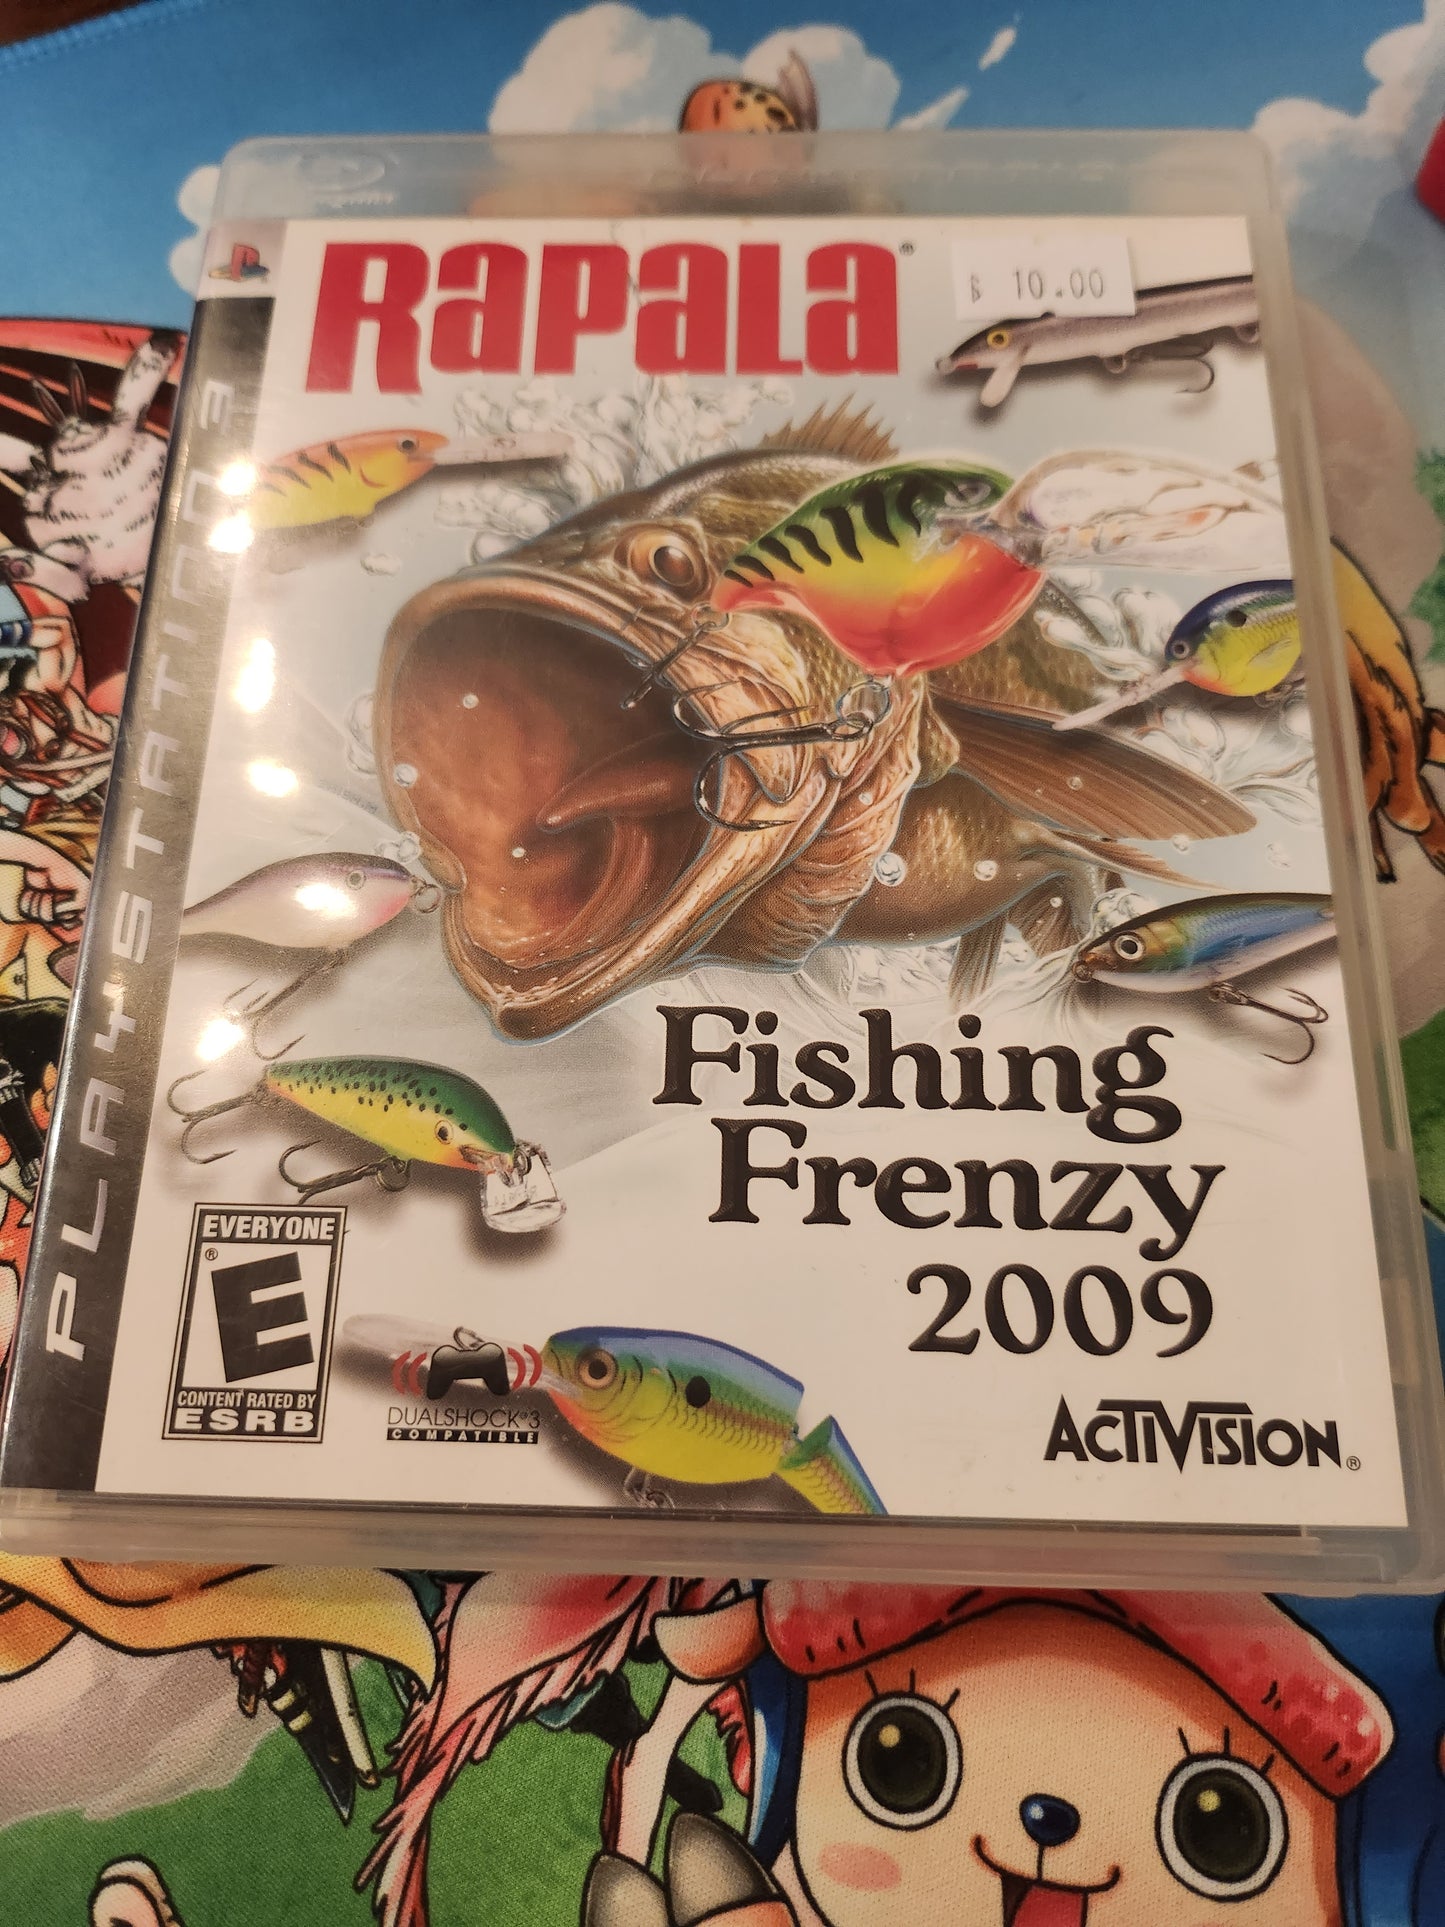 RAPALA®
$ 10.00
PLAYSTATION 3
Fishing
Frenzy
2009
EVERYONE
E®
CONTENT RATED BY
ESRB
DUALSHOCK®3
COMPATIBLE
ACTIVISION®